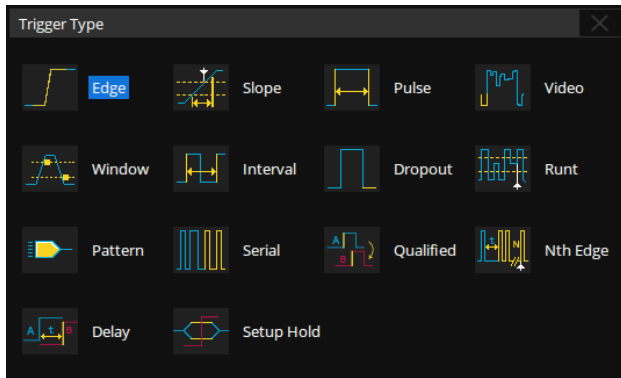 Trigger Type
Edge Slope Pulse Video
Window Interval Dropout Runt
Pattern Serial A B Qualified t N Nth Edge
A t B Delay Setup Hold